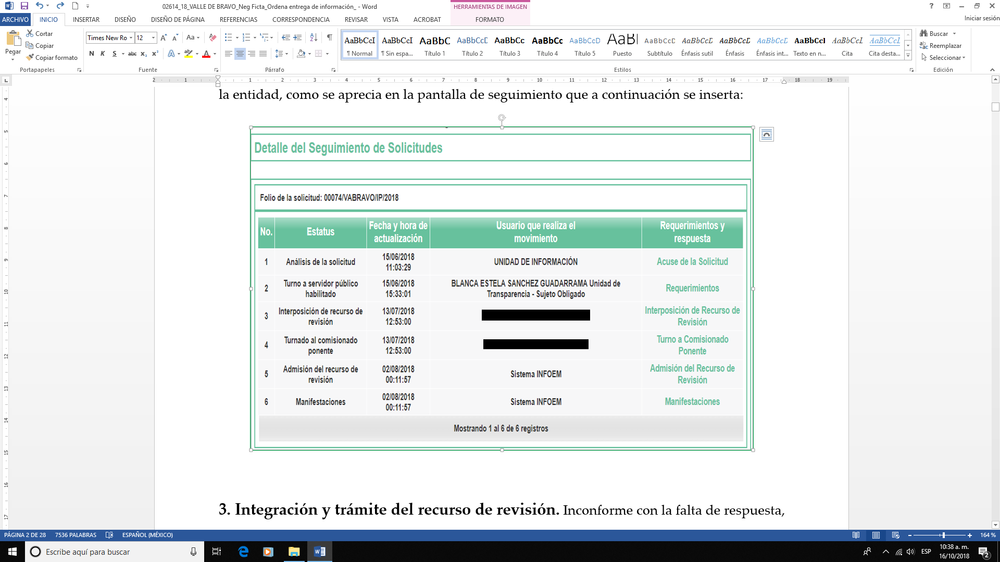 02614_18_VALLE DE BRAVO_Neg Ficta_Ordena entrega de información_ - Word
HERRAMIENTAS DE IMAGEN
ARCHIVO INICIO INSERTAR DISEÑO DISEÑO DE PÁGINA REFERENCIAS CORRESPONDENCIA REVISAR VISTA ACROBAT FORMATO Iniciar sesión
Pegar
Cortar
Copiar
Copiar formato
Portapapeles
Times New Ro 12
N K S abc x₂ x²
Fuente
Párrafo
AaBbCcI AaBbCcI AaBbC AaBbCcD AaBbCc AaBbCc AaBbCcD AaBI AaBbCcD AaBbCcD AaBbCcD AaBbCcD AaBbCcI AaBbCcI AaBbCcI
¶ Normal ¶ Sin espa... Título 1 Título 2 Título 3 Título 4 Título 5 Puesto Subtítulo Énfasis sutil Énfasis Énfasis int... Texto en n... Cita Cita desta...
Estilos
Buscar
Reemplazar
Seleccionar
Edición
2 1 1 2 3 4 5 6 7 8 9 10 11 12 13 14 15 16 17 18 19
4
5
6
7
8
9
10
11
12
13
14
15
16
17
la entidad, como se aprecia en la pantalla de seguimiento que a continuación se inserta:
Detalle del Seguimiento de Solicitudes
Folio de la solicitud: 00074/VABRAVO/IP/2018
No. Estatus Fecha y hora de actualización Usuario que realiza el movimiento Requerimientos y respuesta
1 Análisis de la solicitud 15/06/2018 11:03:29 UNIDAD DE INFORMACIÓN Acuse de la Solicitud
2 Turno a servidor público habilitado 15/06/2018 15:33:01 BLANCA ESTELA SANCHEZ GUADARRAMA Unidad de Transparencia - Sujeto Obligado Requerimientos
3 Interposición de recurso de revisión 13/07/2018 12:53:00 Interposición de Recurso de Revisión
4 Turnado al comisionado ponente 13/07/2018 12:53:00 Turno a Comisionado Ponente
5 Admisión del recurso de revisión 02/08/2018 00:11:57 Sistema INFOEM Admisión del Recurso de Revisión
6 Manifestaciones 02/08/2018 00:11:57 Sistema INFOEM Manifestaciones
Mostrando 1 al 6 de 6 registros
3. Integración y trámite del recurso de revisión. Inconforme con la falta de respuesta,
PÁGINA 2 DE 28 7536 PALABRAS ESPAÑOL (MÉXICO) 164 %
Escribe aquí para buscar
ESP
10:38 a. m.
16/10/2018
2